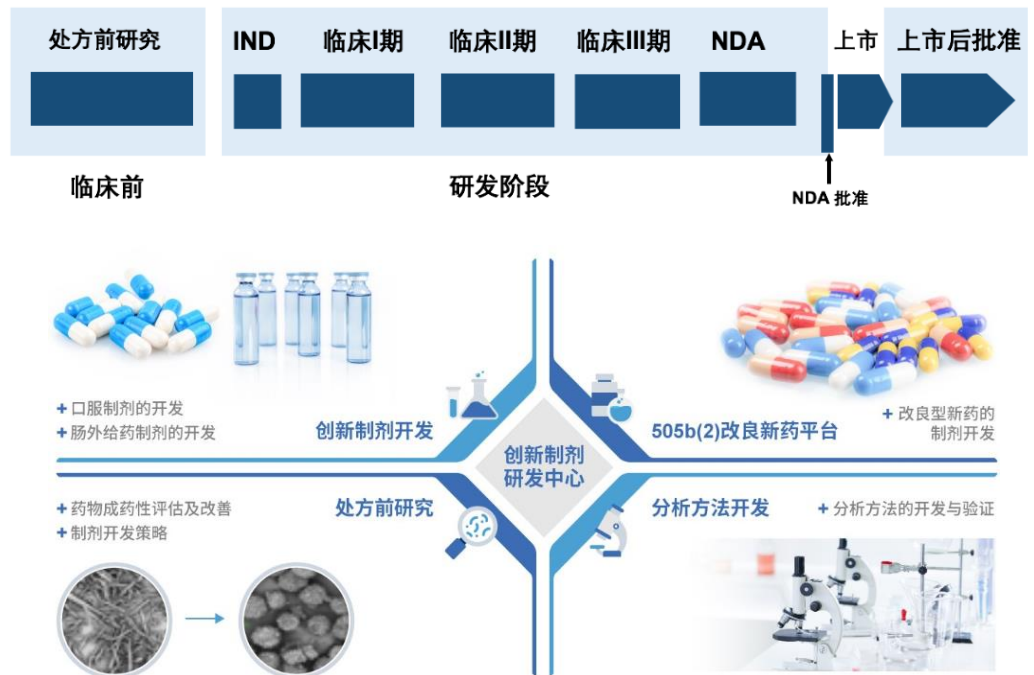 处方前研究
IND
临床I期
临床II期
临床III期
NDA
上市
上市后批准
临床前
研发阶段
NDA 批准
+ 口服制剂的开发
+ 肠外给药制剂的开发
创新制剂开发
505b(2)改良新药平台
+ 改良型新药的
制剂开发
创新制剂
研发中心
+ 药物成药性评估及改善
+ 制剂开发策略
处方前研究
分析方法开发
+ 分析方法的开发与验证